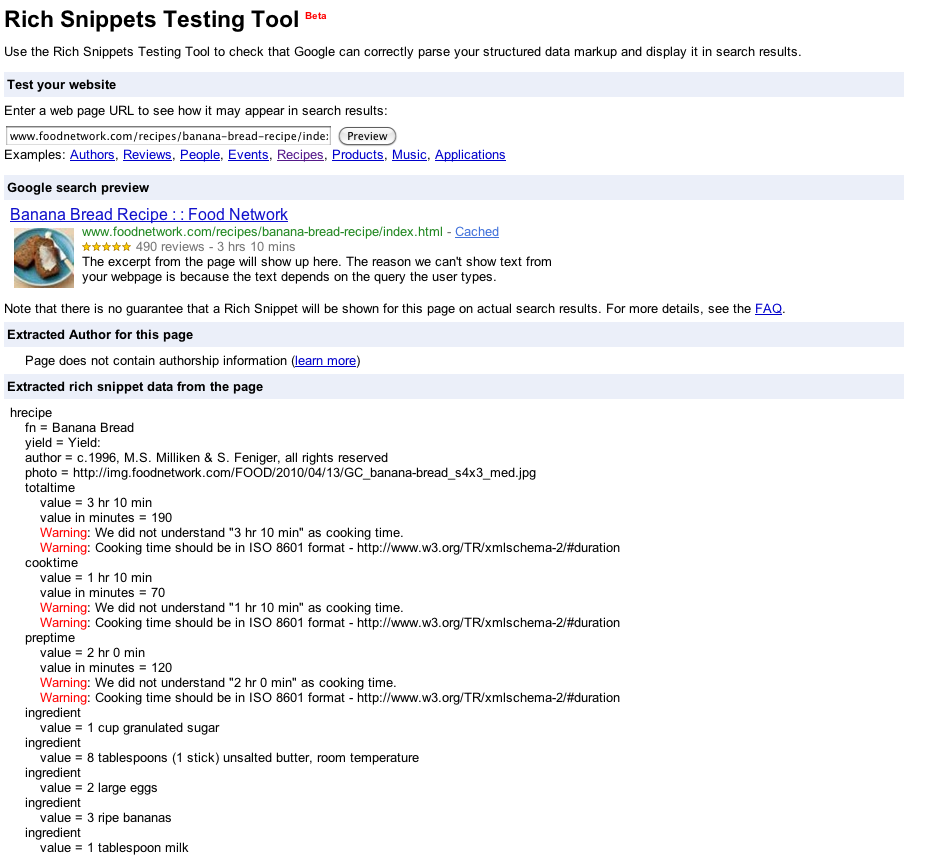 Rich Snippets Testing Tool Beta
Use the Rich Snippets Testing Tool to check that Google can correctly parse your structured data markup and display it in search results.
Test your website
Enter a web page URL to see how it may appear in search results:
www.foodnetwork.com/recipes/banana-bread-recipe/inde: Preview
Examples: Authors, Reviews, People, Events, Recipes, Products, Music, Applications
Google search preview
Banana Bread Recipe : : Food Network
www.foodnetwork.com/recipes/banana-bread-recipe/index.html - Cached
490 reviews - 3 hrs 10 mins
The excerpt from the page will show up here. The reason we can't show text from
your webpage is because the text depends on the query the user types.
Note that there is no guarantee that a Rich Snippet will be shown for this page on actual search results. For more details, see the FAQ.
Extracted Author for this page
Page does not contain authorship information (learn more)
Extracted rich snippet data from the page
hrecipe
fn = Banana Bread
yield = Yield:
author = c.1996, M.S. Milliken & S. Feniger, all rights reserved
photo = http://img.foodnetwork.com/FOOD/2010/04/13/GC_banana-bread_s4x3_med.jpg
totaltime
value = 3 hr 10 min
value in minutes = 190
Warning: We did not understand "3 hr 10 min" as cooking time.
Warning: Cooking time should be in ISO 8601 format - http://www.w3.org/TR/xmlschema-2/#duration
cooktime
value = 1 hr 10 min
value in minutes = 70
Warning: We did not understand "1 hr 10 min" as cooking time.
Warning: Cooking time should be in ISO 8601 format - http://www.w3.org/TR/xmlschema-2/#duration
preptime
value = 2 hr 0 min
value in minutes = 120
Warning: We did not understand "2 hr 0 min" as cooking time.
Warning: Cooking time should be in ISO 8601 format - http://www.w3.org/TR/xmlschema-2/#duration
ingredient
value = 1 cup granulated sugar
ingredient
value = 8 tablespoons (1 stick) unsalted butter, room temperature
ingredient
value = 2 large eggs
ingredient
value = 3 ripe bananas
ingredient
value = 1 tablespoon milk